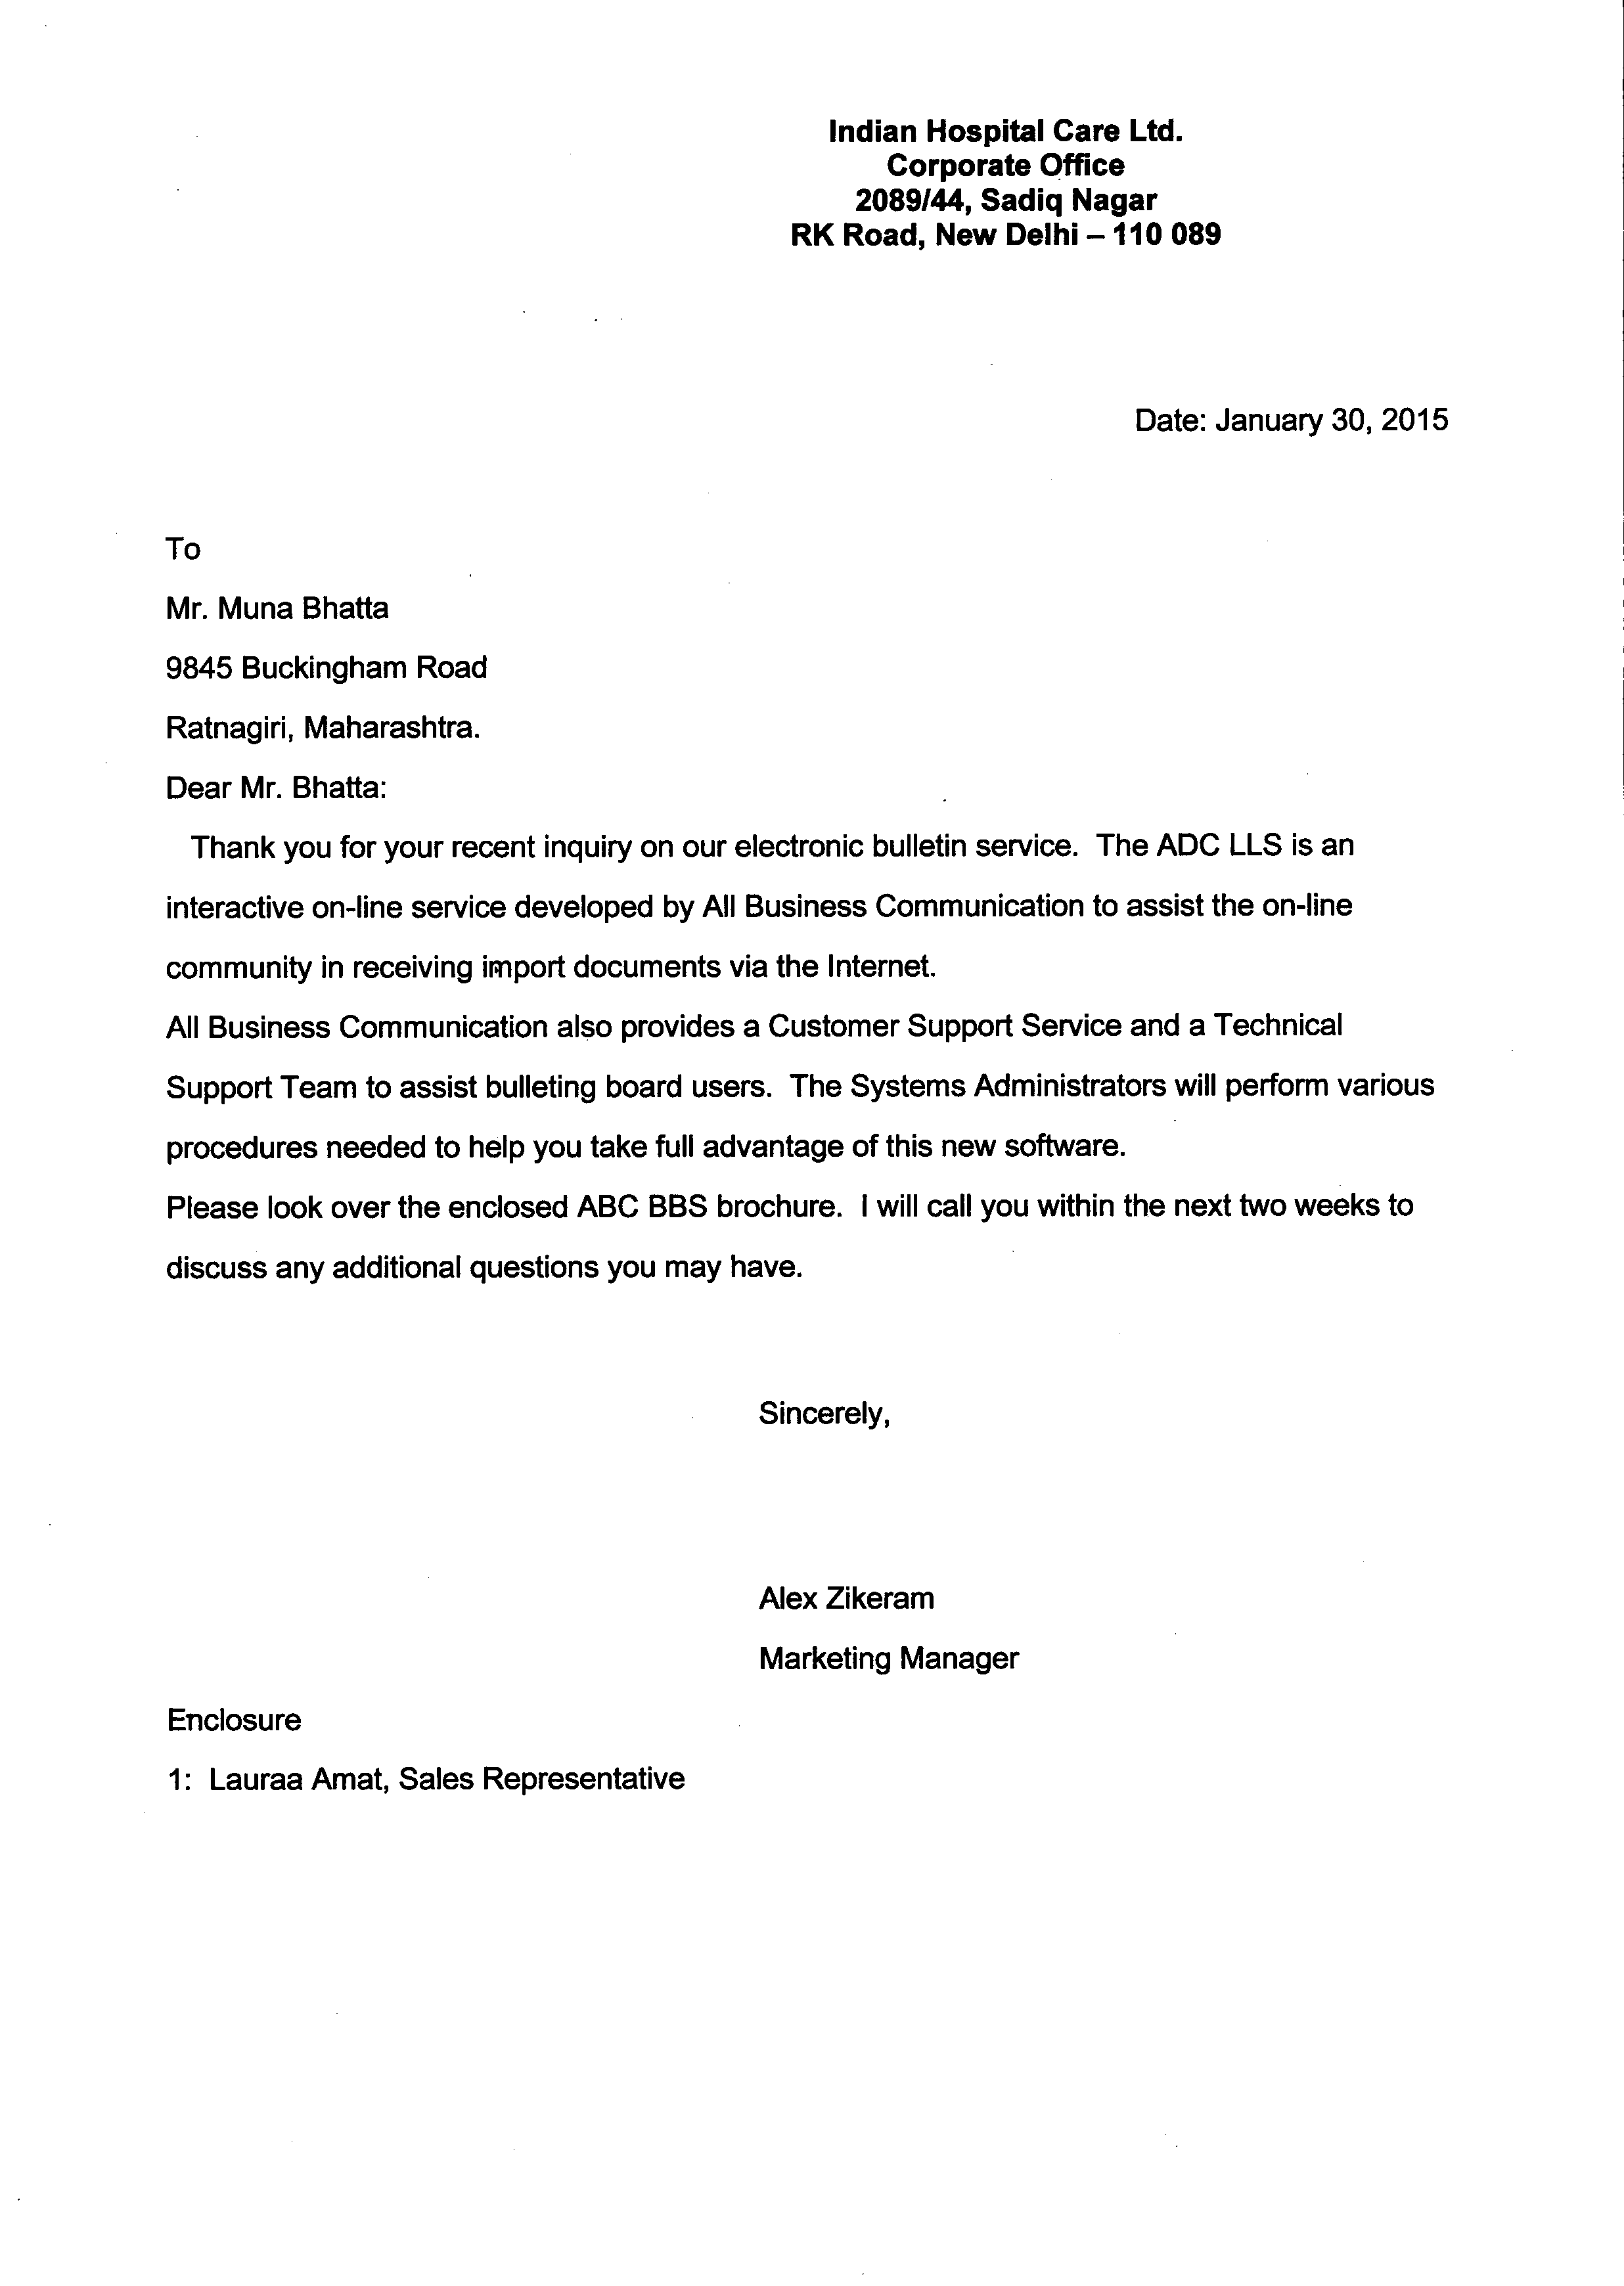 Indian Hospital Care Ltd.
Corporate Office
2089/44, Sadiq Nagar
RK Road, New Delhi – 110 089
Date: January 30, 2015
To
Mr. Muna Bhatta
9845 Buckingham Road
Ratnagiri, Maharashtra.
Dear Mr. Bhatta:
Thank you for your recent inquiry on our electronic bulletin service.  The ADC LLS is an
interactive on-line service developed by All Business Communication to assist the on-line
community in receiving import documents via the Internet.
All Business Communication also provides a Customer Support Service and a Technical
Support Team to assist bulleting board users.  The Systems Administrators will perform various
procedures needed to help you take full advantage of this new software.
Please look over the enclosed ABC BBS brochure.  I will call you within the next two weeks to
discuss any additional questions you may have.
Sincerely,
Alex Zikeram
Marketing Manager
Enclosure
1:  Lauraa Amat, Sales Representative